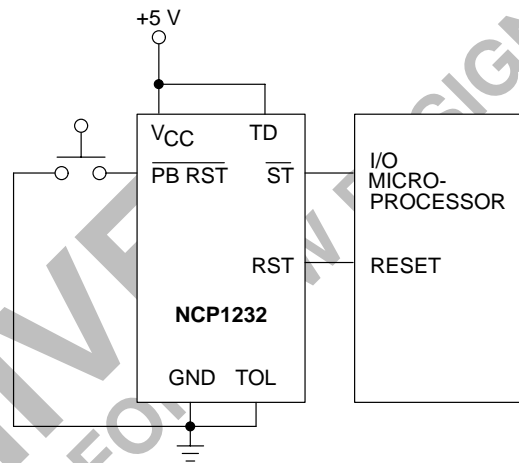 +5 V
VCC
TD
PB RST
ST
I/O
MICRO-
PROCESSOR
RST
RESET
NCP1232
GND
TOL